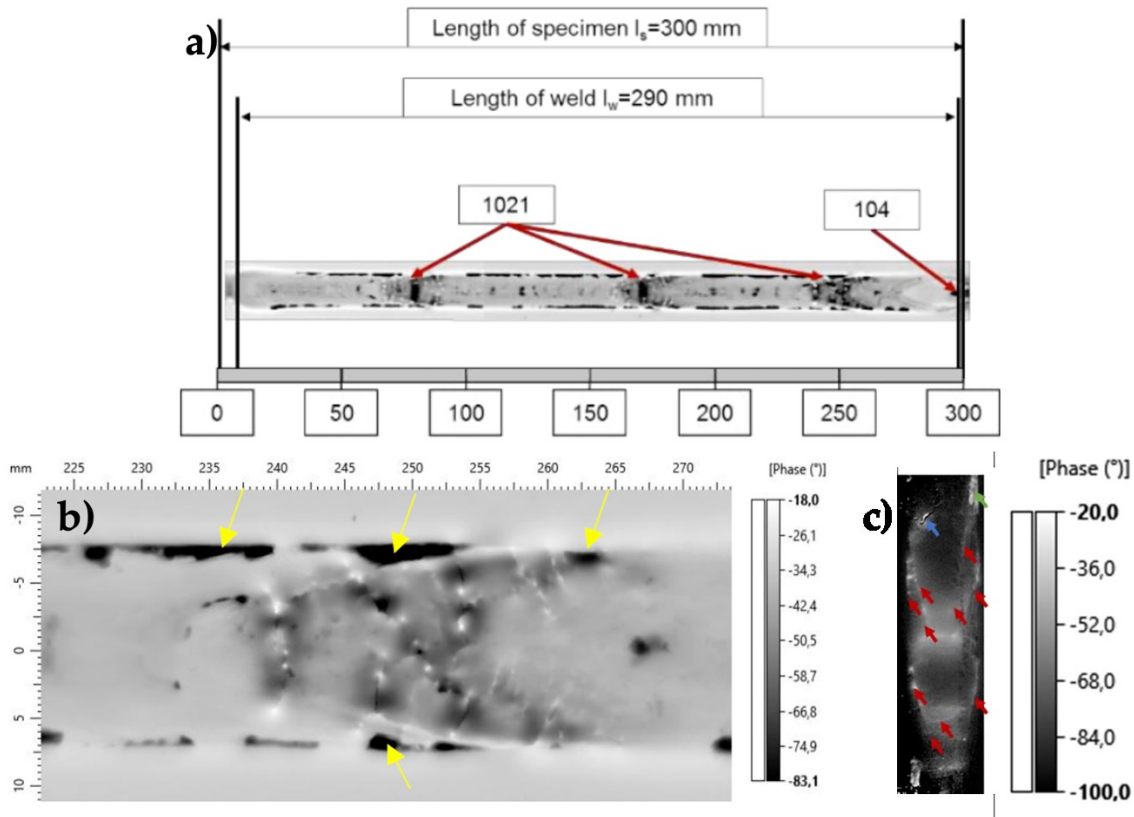 a)
Length of specimen ls=300 mm
Length of weld lw=290 mm
1021
104
0 50 100 150 200 250 300
mm 225 230 235 240 245 250 255 260 265 270
b)
-10
-5
0
5
10
[Phase (°)]
-18,0
-26,1
-34,3
-42,4
-50,5
-58,7
-66,8
-74,9
-83,1
c)
[Phase (°)]
-20,0
-36,0
-52,0
-68,0
-84,0
-100,0